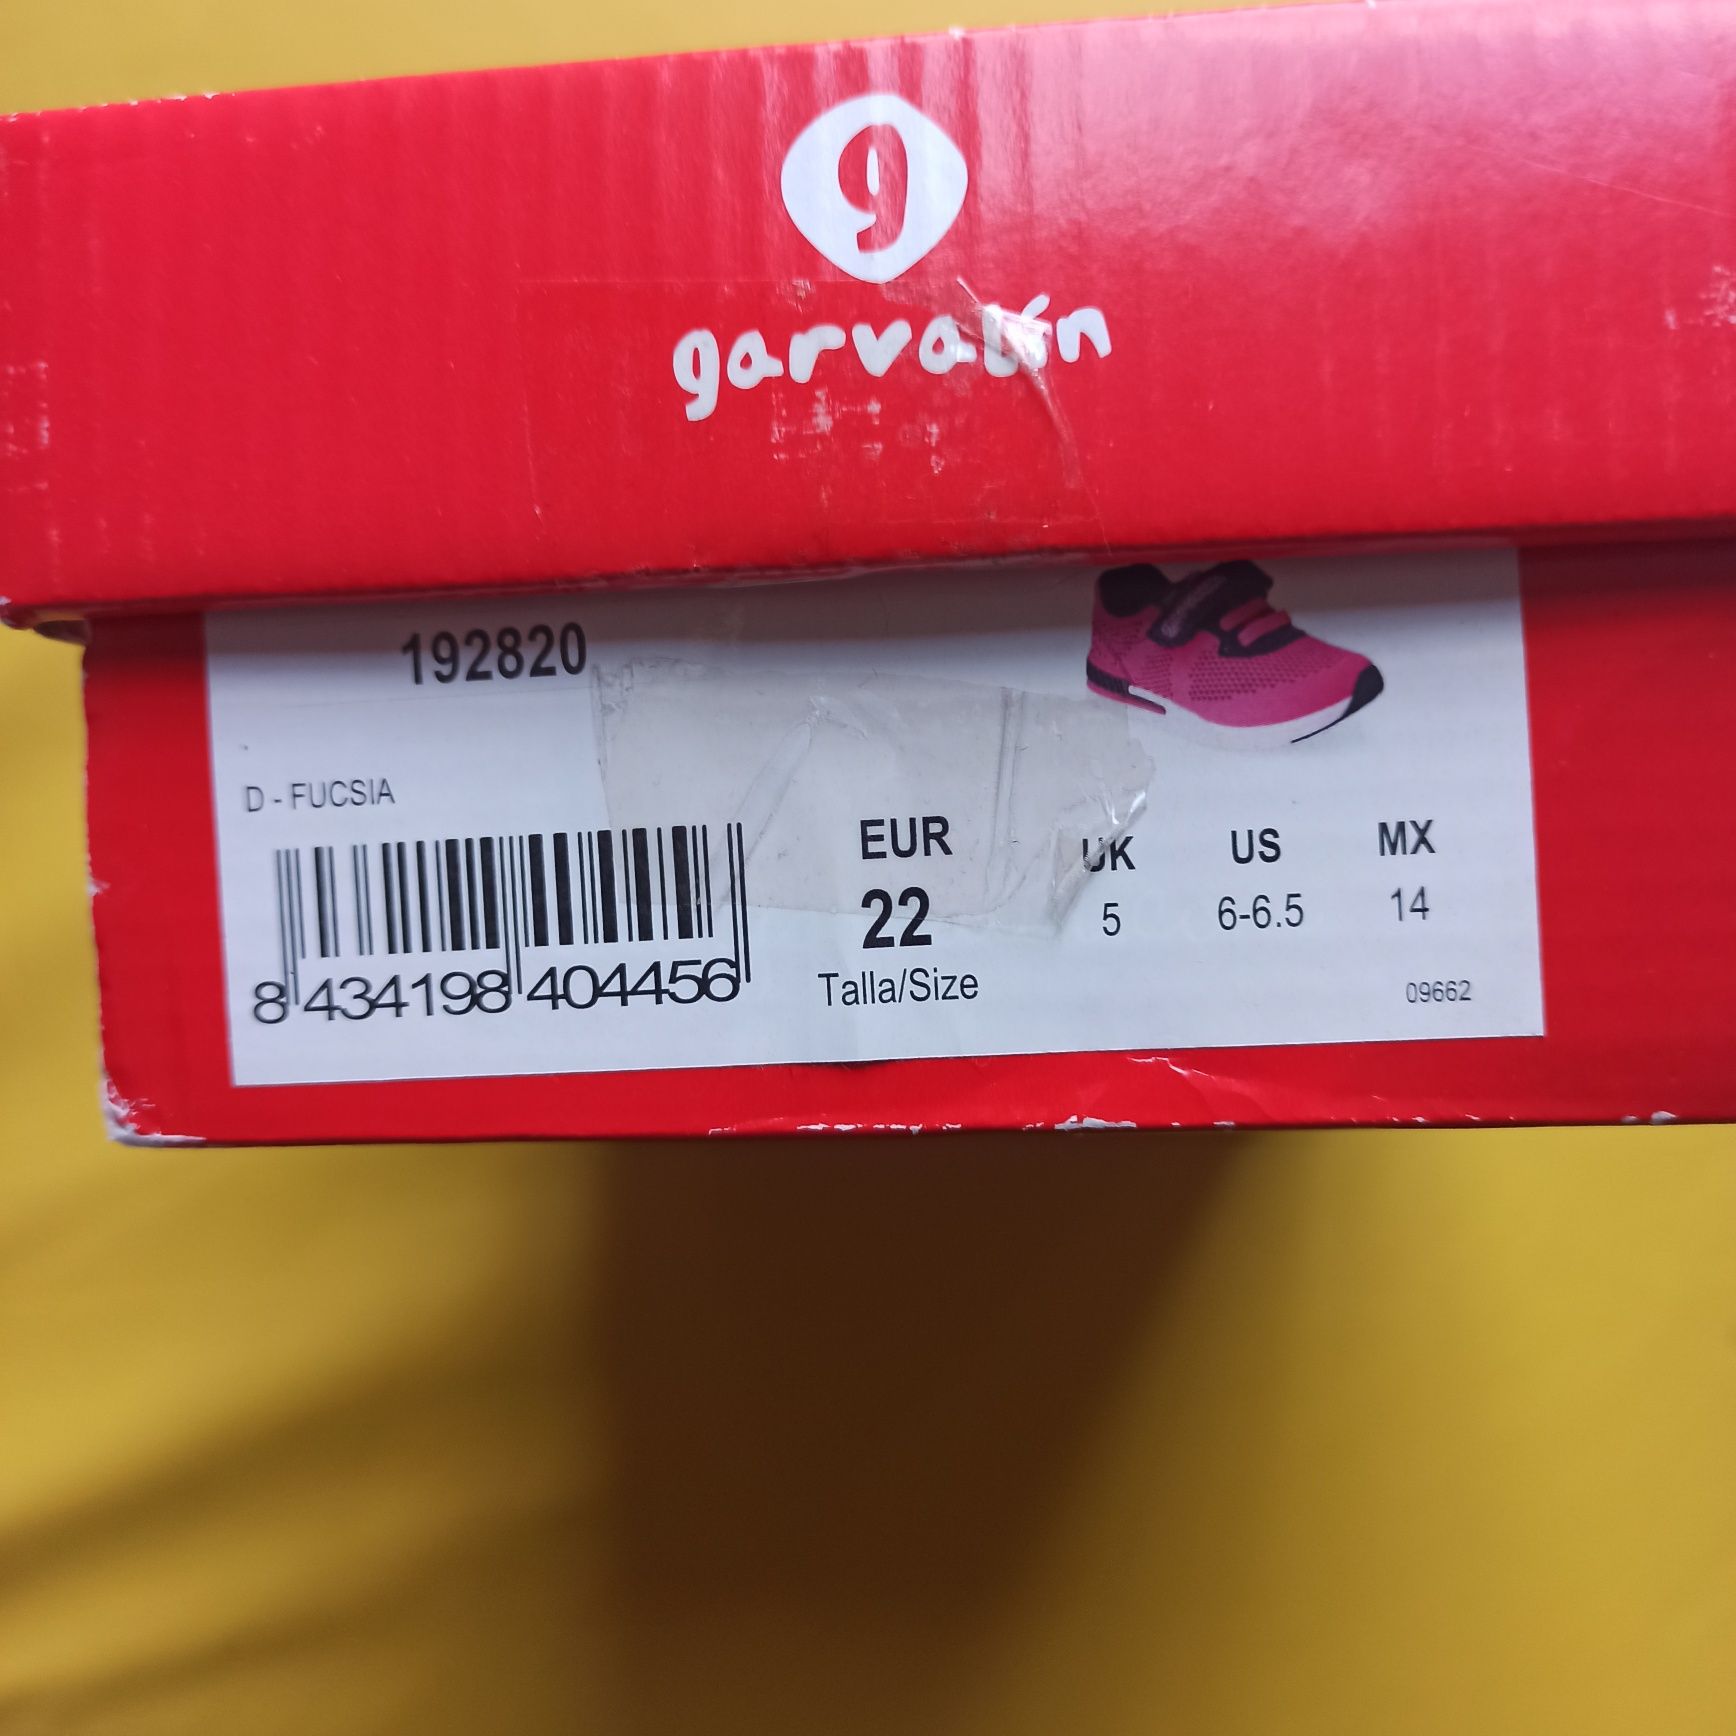 g
garvalín
192820
D - FUCSIA
8 434198 404456
EUR UK US MX
22 5 6-6.5 14
Talla/Size
09662